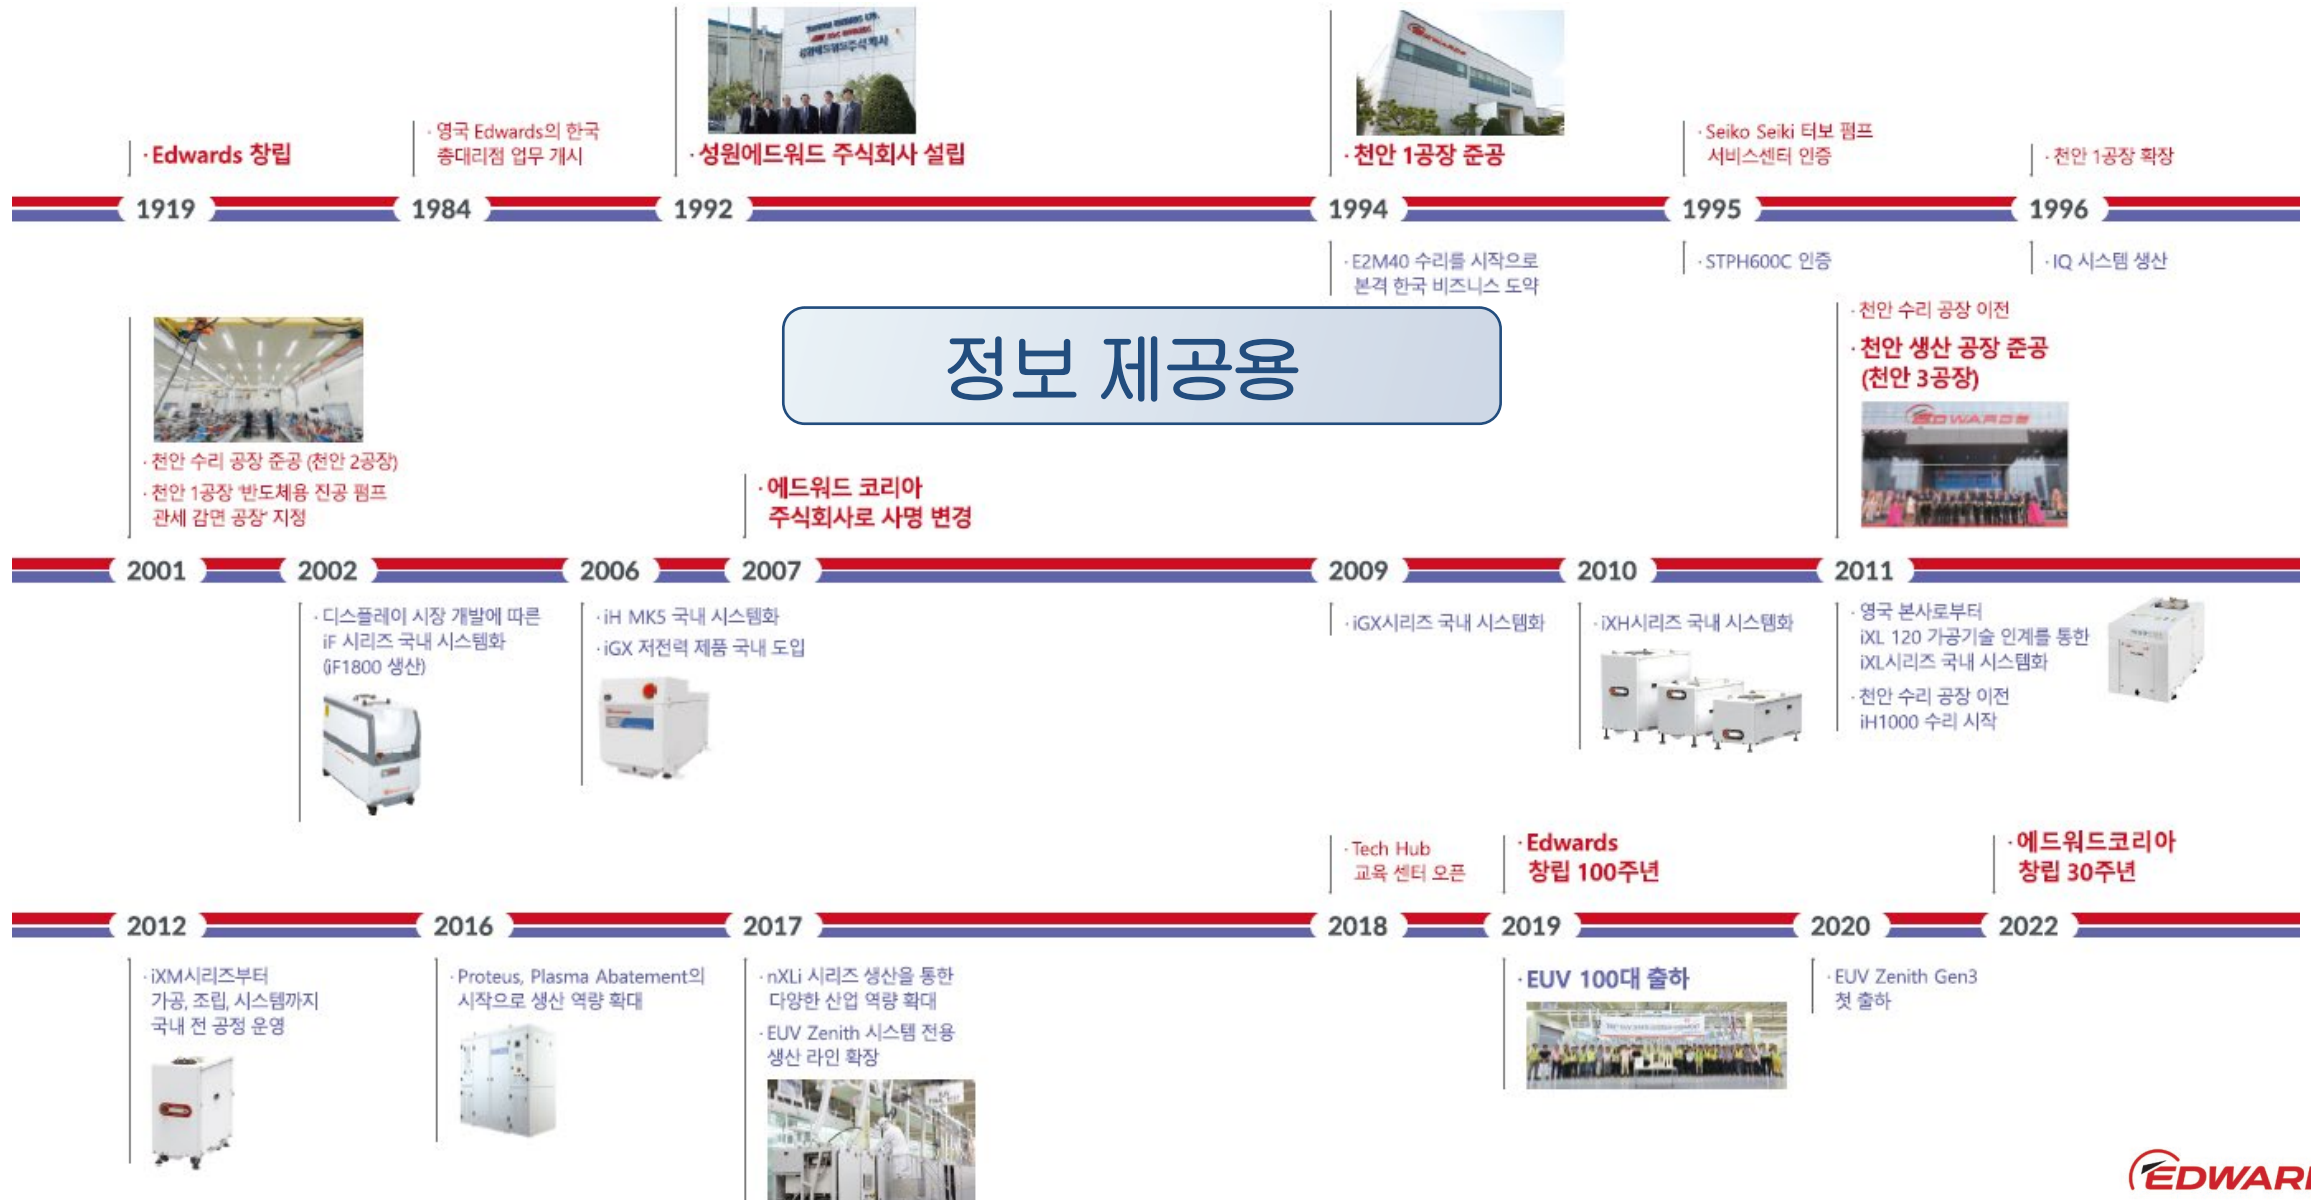 · Edwards 창립
· 영국 Edwards의 한국
총대리점 업무 개시
· 성원에드워드 주식회사 설립
· 천안 1공장 준공
· Seiko Seiki 터보 펌프
서비스센터 인증
· 천안 1공장 확장
1919
1984
1992
1994
1995
1996
· E2M40 수리를 시작으로
본격 한국 비즈니스 도약
· STPH600C 인증
· IQ 시스템 생산
정보 제공용
· 천안 수리 공장 준공 (천안 2공장)
· 천안 1공장 '반도체용 진공 펌프
관세 감면 공장' 지정
· 에드워드 코리아
주식회사로 사명 변경
· 천안 수리 공장 이전
· 천안 생산 공장 준공
(천안 3공장)
EDWARDS
2001
2002
2006
2007
2009
2010
2011
· 디스플레이 시장 개발에 따른
iF 시리즈 국내 시스템화
(iF1800 생산)
· iH MK5 국내 시스템화
· iGX 저전력 제품 국내 도입
· iGX시리즈 국내 시스템화
· iXH시리즈 국내 시스템화
· 영국 본사로부터
iXL 120 가공기술 인계를 통한
iXL시리즈 국내 시스템화
· 천안 수리 공장 이전
iH1000 수리 시작
· Tech Hub
교육 센터 오픈
· Edwards
창립 100주년
· 에드워드코리아
창립 30주년
2012
2016
2017
2018
2019
2020
2022
· iXM시리즈부터
가공, 조립, 시스템까지
국내 전 공정 운영
· Proteus, Plasma Abatement의
시작으로 생산 역량 확대
· nXLi 시리즈 생산을 통한
다양한 산업 역량 확대
· EUV Zenith 시스템 전용
생산 라인 확장
· EUV 100대 출하
· EUV Zenith Gen3
첫 출하
EDWAR